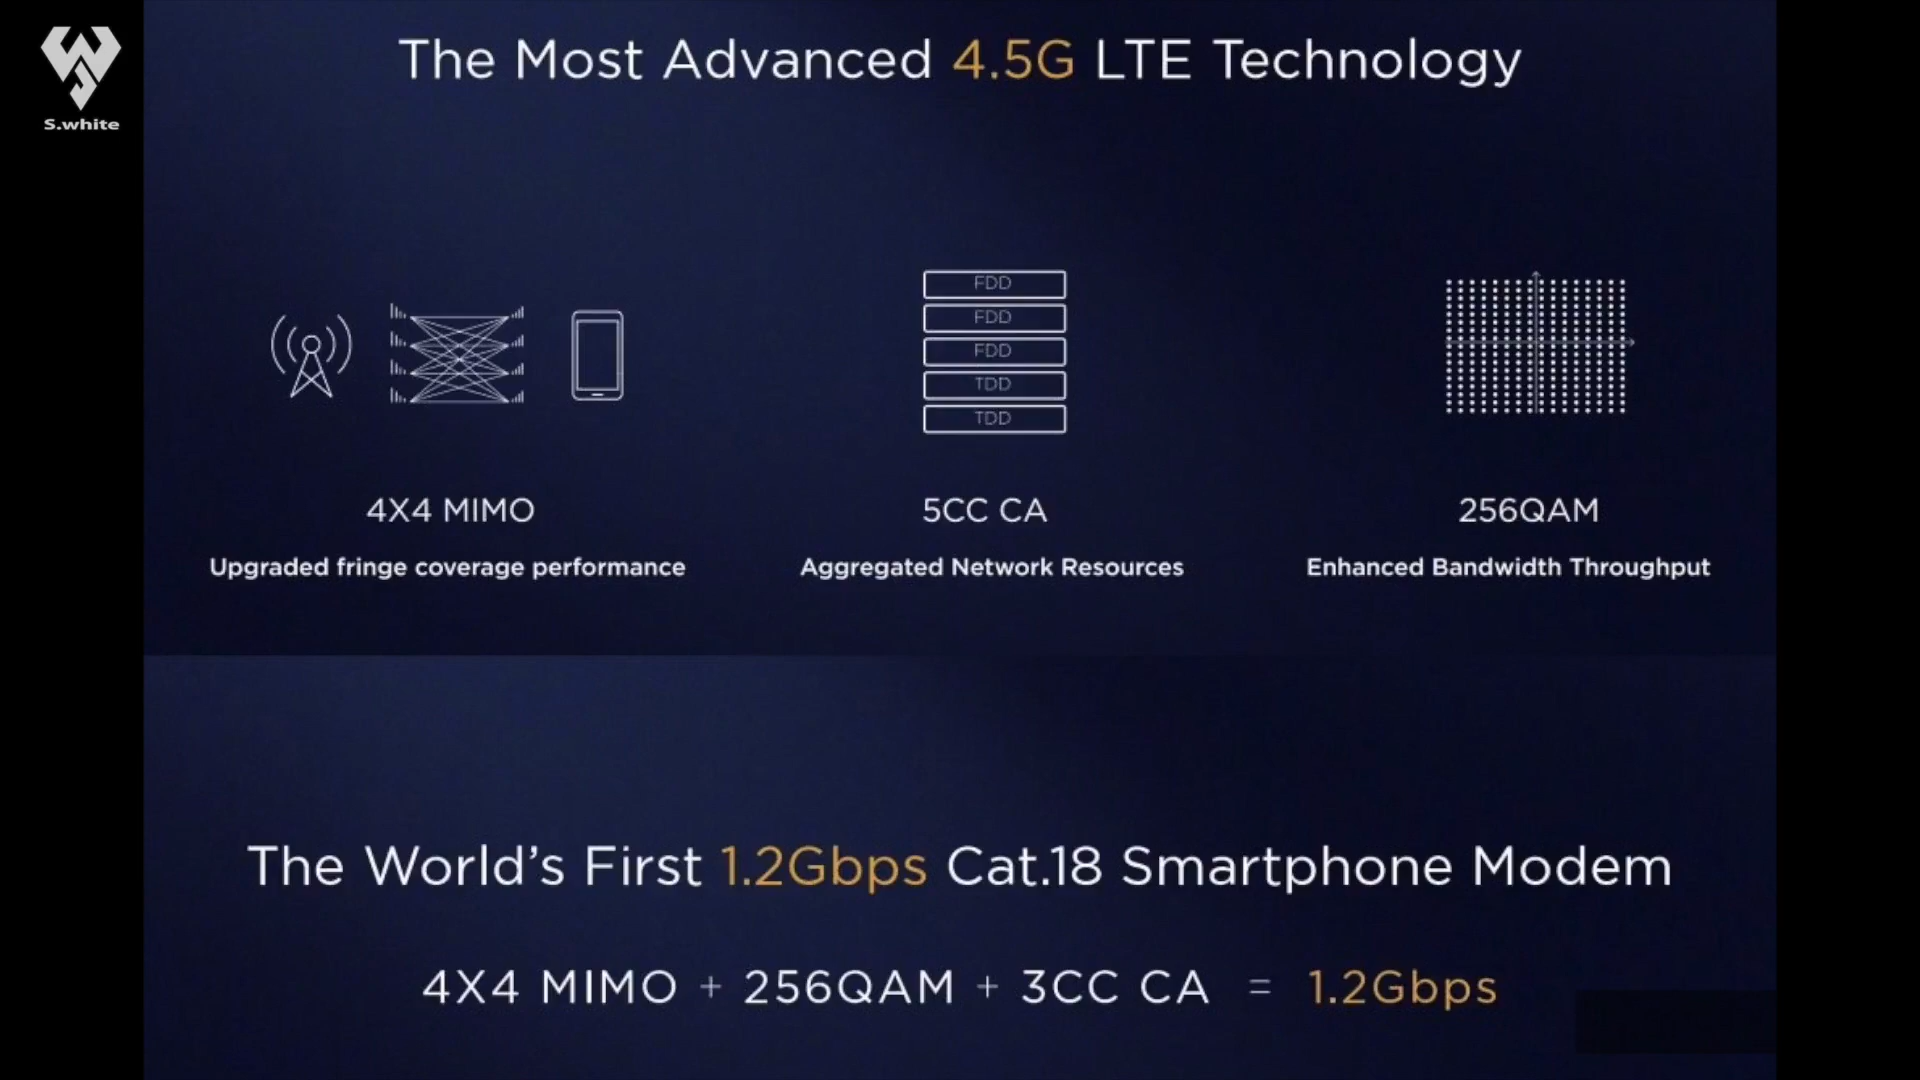 S.white
The Most Advanced 4.5G LTE Technology
FDD
FDD
FDD
TDD
TDD
4X4 MIMO
Upgraded fringe coverage performance
5CC CA
Aggregated Network Resources
256QAM
Enhanced Bandwidth Throughput
The World's First 1.2Gbps Cat.18 Smartphone Modem
4X4 MIMO + 256QAM + 3CC CA = 1.2Gbps